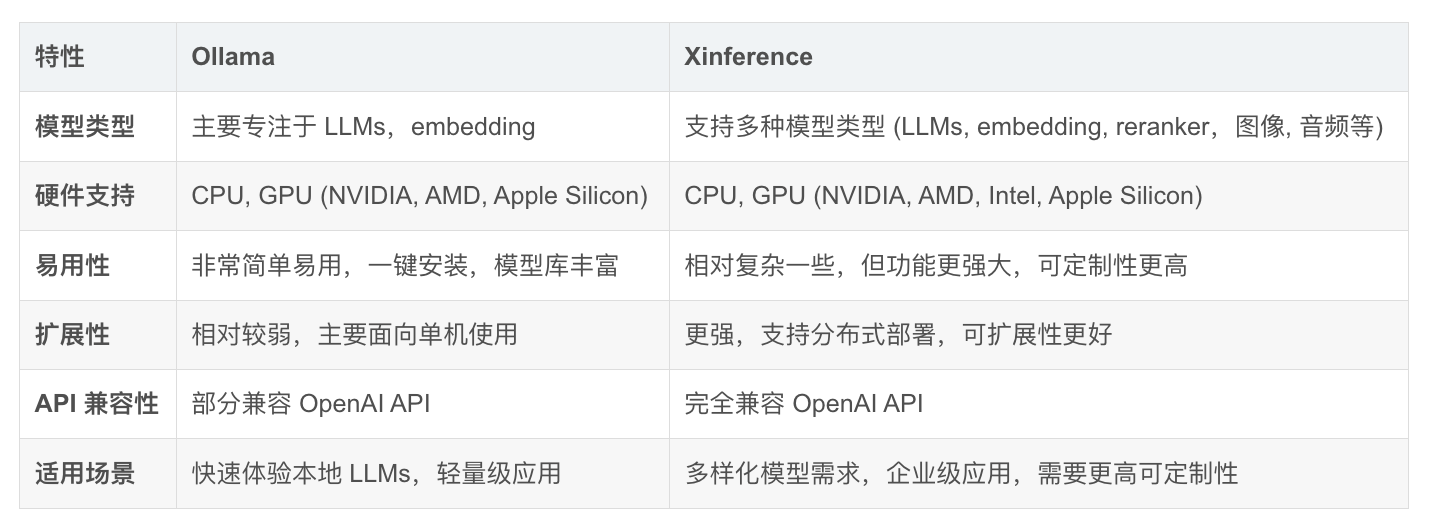 特性 Ollama Xinference
模型类型 主要专注于 LLMs，embedding 支持多种模型类型 (LLMs, embedding, reranker，图像, 音频等)
硬件支持 CPU, GPU (NVIDIA, AMD, Apple Silicon) CPU, GPU (NVIDIA, AMD, Intel, Apple Silicon)
易用性 非常简单易用，一键安装，模型库丰富 相对复杂一些，但功能更强大，可定制性更高
扩展性 相对较弱，主要面向单机使用 更强，支持分布式部署，可扩展性更好
API 兼容性 部分兼容 OpenAI API 完全兼容 OpenAI API
适用场景 快速体验本地 LLMs，轻量级应用 多样化模型需求，企业级应用，需要更高可定制性